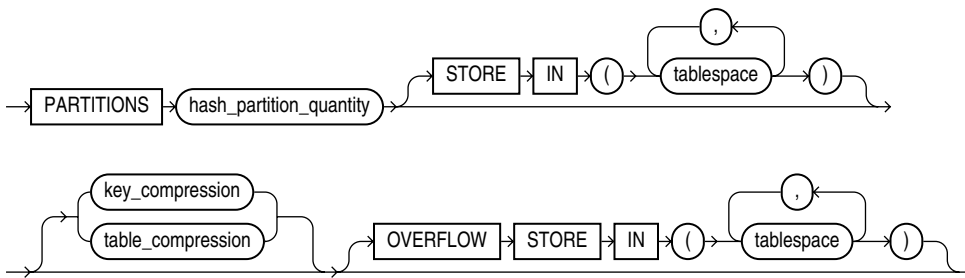 ,
STORE IN ( tablespace )
PARTITIONS hash_partition_quantity
key_compression
,
OVERFLOW STORE IN ( tablespace )
table_compression